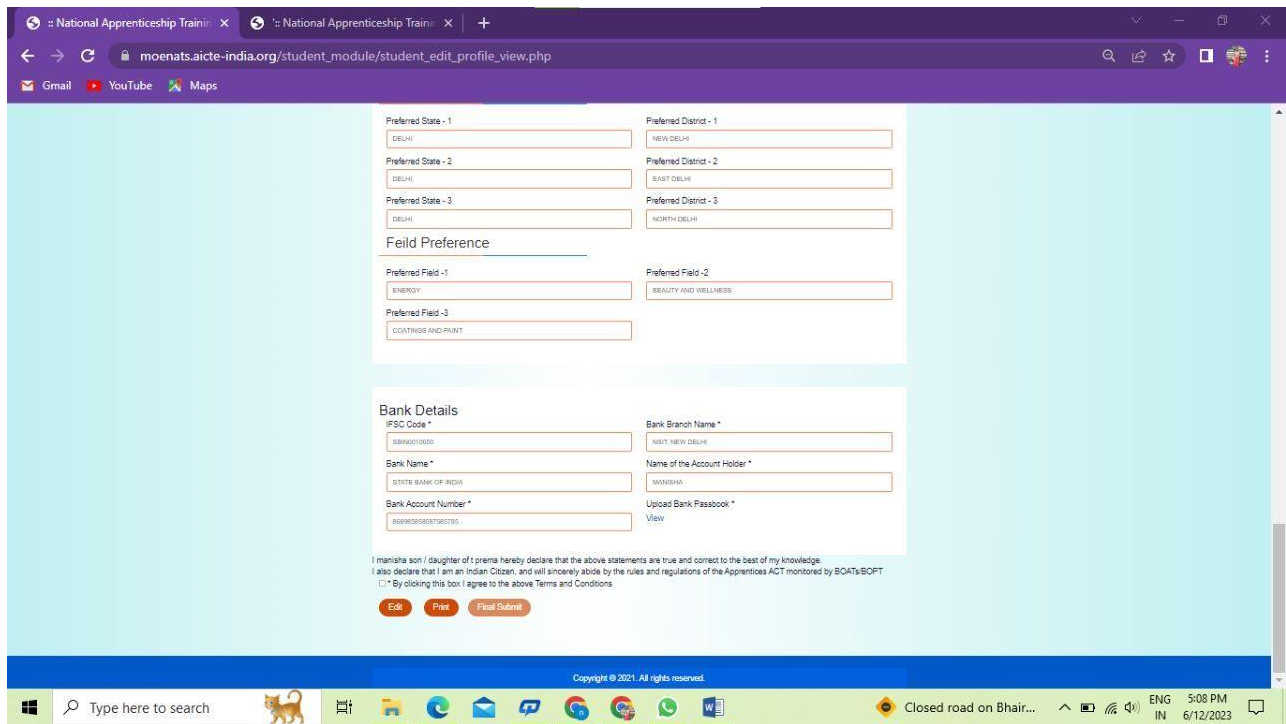 :: National Apprenticeship Trainin
':: National Apprenticeship Traini
moenats.aicte-india.org/student_module/student_edit_profile_view.php
Gmail YouTube Maps
Preferred State - 1 Preferred District - 1
DELHI NEW DELHI
Preferred State - 2 Preferred District - 2
DELHI EAST DELHI
Preferred State - 3 Preferred District - 3
DELHI NORTH DELHI
Feild Preference
Preferred Field -1 Preferred Field -2
ENERGY BEAUTY AND WELLNESS
Preferred Field -3
COATINGS AND PAINT
Bank Details
IFSC Code * Bank Branch Name *
SBIN0010650 NSIT, NEW DELHI
Bank Name * Name of the Account Holder *
STATE BANK OF INDIA MANISHA
Bank Account Number * Upload Bank Passbook *
View
I manisha son / daughter of t prema hereby declare that the above statements are true and correct to the best of my knowledge.
I also declare that I am an Indian Citizen, and will sincerely abide by the rules and regulations of the Apprentices ACT monitored by BOATs/BOPT
* By clicking this box I agree to the above Terms and Conditions
Edit Print Final Submit
Copyright @ 2021. All rights reserved.
Type here to search
Closed road on Bhair...
ENG
IN
5:08 PM
6/12/2023